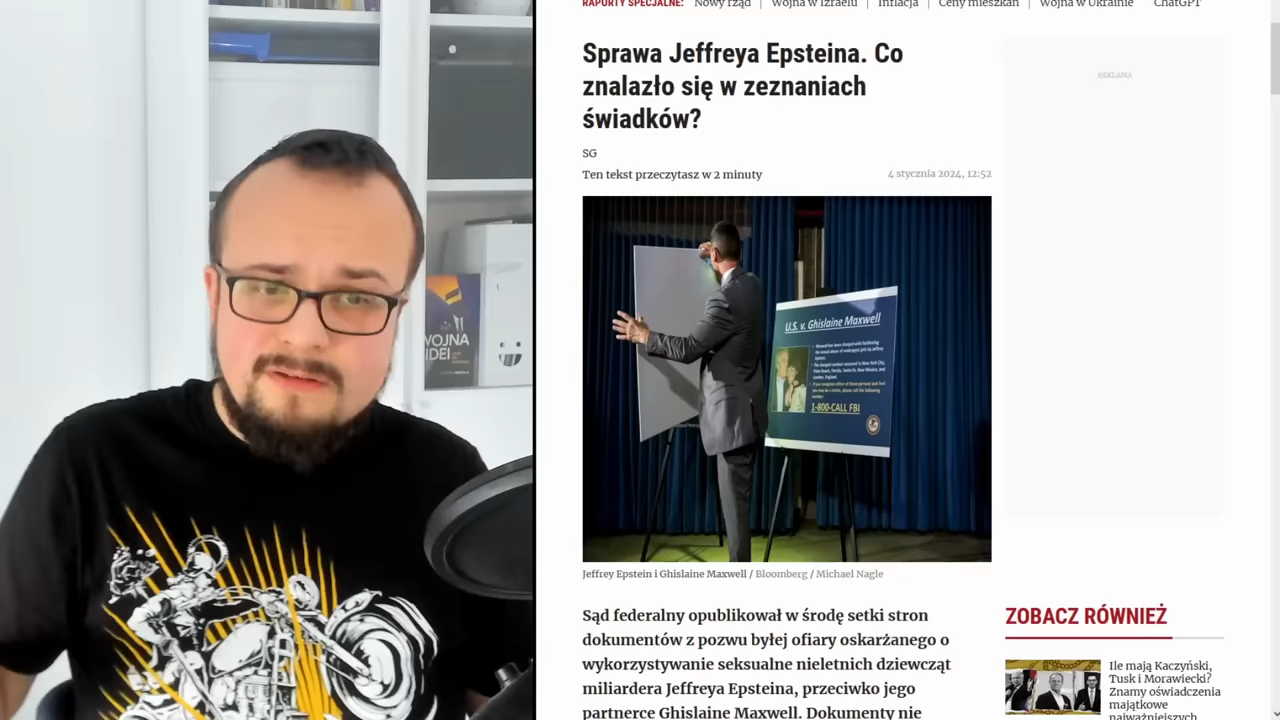 RAPORTY SPECJALNE: Nowy rząd | Wojna w Izraelu | Inflacja | Ceny mieszkań | Wojna w Ukrainie ChatGPT
Sprawa Jeffreya Epsteina. Co
znalazło się w zeznaniach
świadków?
SG
Ten tekst przeczytasz w 2 minuty
4 stycznia 2024, 12:52
REKLAMA
U.S. v. Ghislaine Maxwell
1-800-CALL FBI
WOJNA
IDEI
Jeffrey Epstein i Ghislaine Maxwell / Bloomberg / Michael Nagle
Sąd federalny opublikował w środę setki stron
dokumentów z pozwu byłej ofiary oskarżanego o
wykorzystywanie seksualne nieletnich dziewcząt
miliardera Jeffreya Epsteina, przeciwko jego
partnerce Ghislaine Maxwell. Dokumenty nie
ZOBACZ RÓWNIEŻ
Ile mają Kaczyński,
Tusk i Morawiecki?
Znamy oświadczenia
majątkowe
najważniejszych